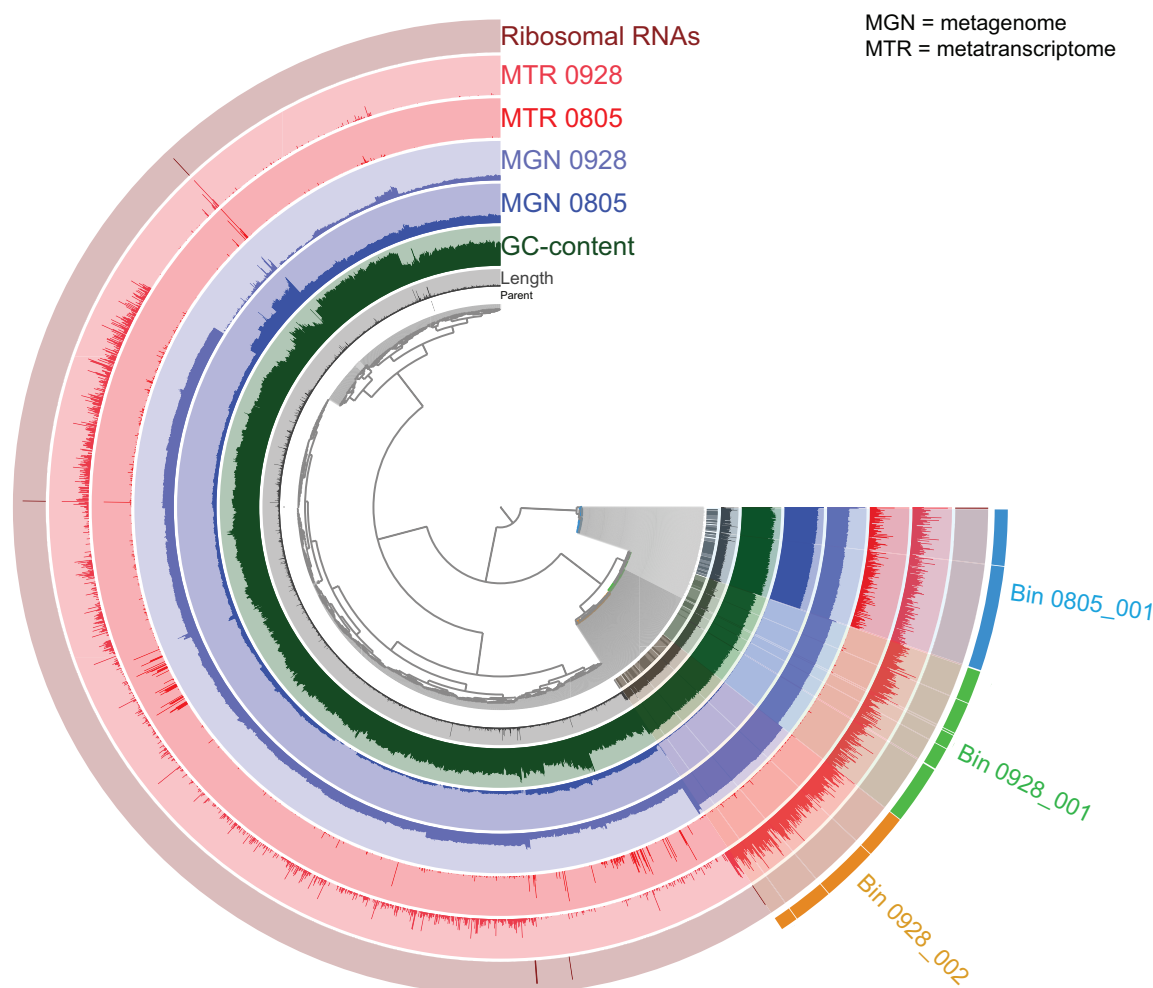 MGN = metagenome
MTR = metatranscriptome
Ribosomal RNAs
MTR 0928
MTR 0805
MGN 0928
MGN 0805
GC-content
Length
Parent
Bin 0805_001
Bin 0928_001
Bin 0928_002